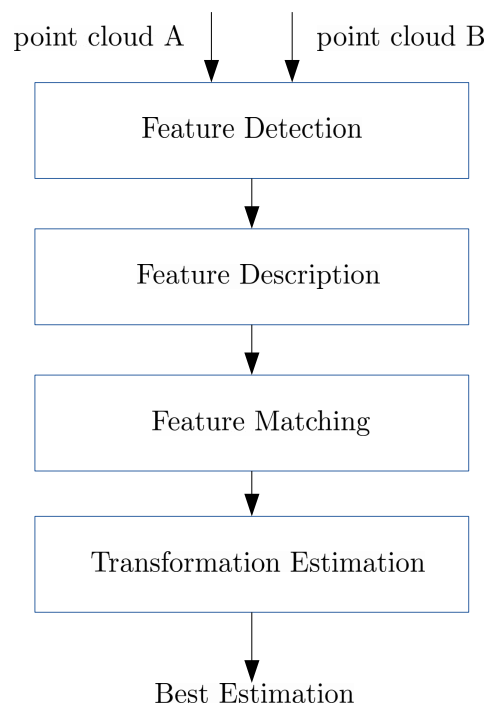 point cloud A
point cloud B
Feature Detection
Feature Description
Feature Matching
Transformation Estimation
Best Estimation